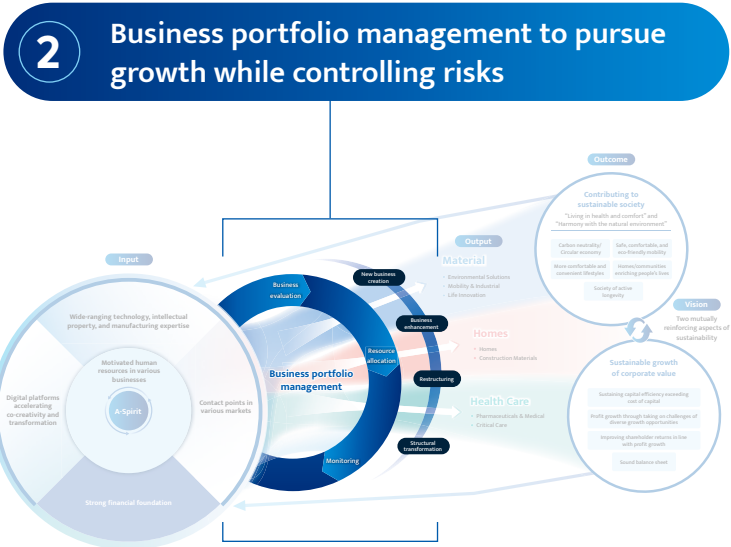 2
Business portfolio management to pursue
growth while controlling risks
Outcome
Contributing to
sustainable society
"Living in health and comfort" and
"Harmony with the natural environment"
Carbon neutrality/
Circular economy
Safe, comfortable, and
eco-friendly mobility
More comfortable and
convenient lifestyles
Homes/communities
enriching people's lives
Society of active
longevity
Vision
Two mutually
reinforcing aspects of
sustainability
Sustainable growth
of corporate value
Sustaining capital efficiency exceeding
cost of capital
Profit growth through taking on challenges of
diverse growth opportunities
Improving shareholder returns in line
with profit growth
Sound balance sheet
Output
Material
・ Environmental Solutions
・ Mobility & Industrial
・ Life Innovation
Homes
・ Homes
・ Construction Materials
Health Care
・ Pharmaceuticals & Medical
・ Critical Care
New business
creation
Business
enhancement
Restructuring
Structural
transformation
Business
evaluation
Resource
allocation
Monitoring
Business portfolio
management
Input
Wide-ranging technology, intellectual
property, and manufacturing expertise
Motivated human
resources in various
businesses
A-Spirit
Digital platforms
accelerating
co-creativity and
transformation
Contact points in
various markets
Strong financial foundation